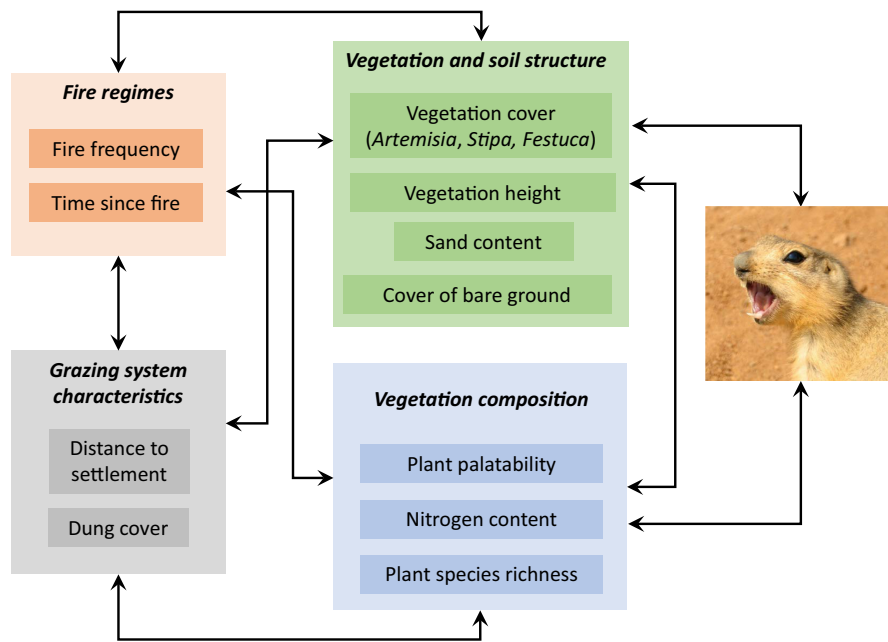 Fire regimes
Fire frequency
Time since fire
Vegetation and soil structure
Vegetation cover
(Artemisia, Stipa, Festuca)
Vegetation height
Sand content
Cover of bare ground
Grazing system
characteristics
Distance to
settlement
Dung cover
Vegetation composition
Plant palatability
Nitrogen content
Plant species richness